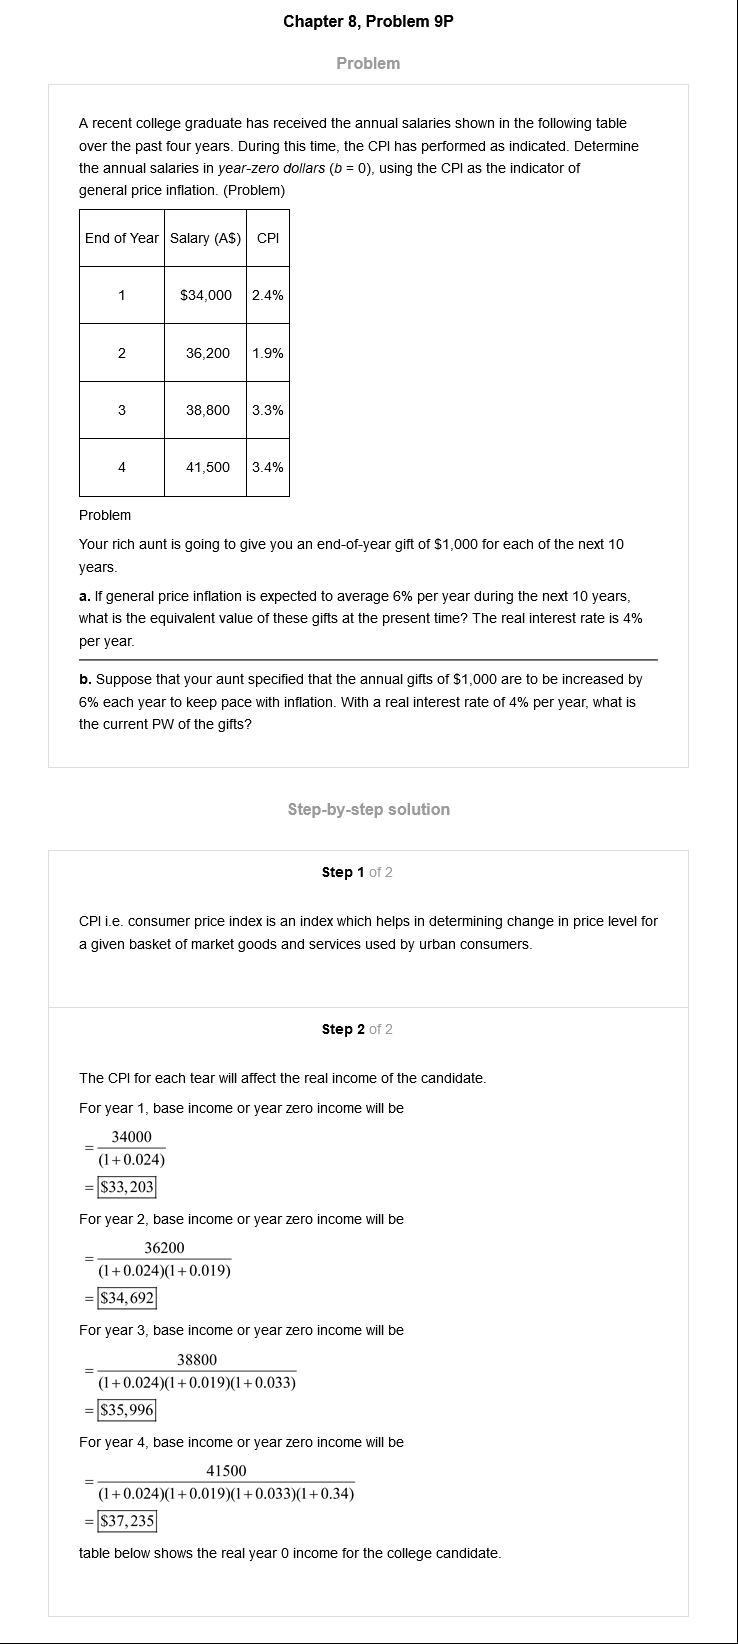 Chapter 8, Problem 9P
Problem
A recent college graduate has received the annual salaries shown in the following table
over the past four years. During this time, the CPI has performed as indicated. Determine
the annual salaries in year-zero dollars (b = 0), using the CPI as the indicator of
general price inflation. (Problem)
End of Year Salary (A$) CPI
1 $34,000 2.4%
2 36,200 1.9%
3 38,800 3.3%
4 41,500 3.4%
Problem
Your rich aunt is going to give you an end-of-year gift of $1,000 for each of the next 10
years.
a. If general price inflation is expected to average 6% per year during the next 10 years,
what is the equivalent value of these gifts at the present time? The real interest rate is 4%
per year.
b. Suppose that your aunt specified that the annual gifts of $1,000 are to be increased by
6% each year to keep pace with inflation. With a real interest rate of 4% per year, what is
the current PW of the gifts?
Step-by-step solution
Step 1 of 2
CPI i.e. consumer price index is an index which helps in determining change in price level for
a given basket of market goods and services used by urban consumers.
Step 2 of 2
The CPI for each tear will affect the real income of the candidate.
For year 1, base income or year zero income will be
34000
=
(1+0.024)
= $33,203
For year 2, base income or year zero income will be
36200
=
(1+0.024)(1+0.019)
= $34,692
For year 3, base income or year zero income will be
38800
=
(1+0.024)(1+0.019)(1+0.033)
= $35,996
For year 4, base income or year zero income will be
41500
=
(1+0.024)(1+0.019)(1+0.033)(1+0.34)
= $37,235
table below shows the real year 0 income for the college candidate.